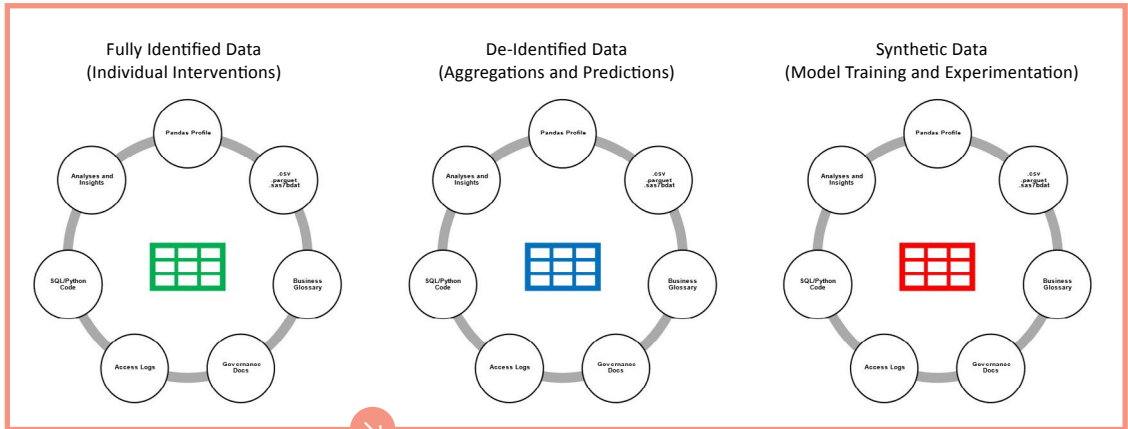 Fully Identified Data
(Individual Interventions)
Pandas Profile
.csv
.parquet
.sas7bdat
Business
Glossary
Governance
Docs
Access Logs
SQL/Python
Code
Analyses and
Insights
De-Identified Data
(Aggregations and Predictions)
Pandas Profile
.csv
.parquet
.sas7bdat
Business
Glossary
Governance
Docs
Access Logs
SQL/Python
Code
Analyses and
Insights
Synthetic Data
(Model Training and Experimentation)
Pandas Profile
.csv
.parquet
.sas7bdat
Business
Glossary
Governance
Docs
Access Logs
SQL/Python
Code
Analyses and
Insights